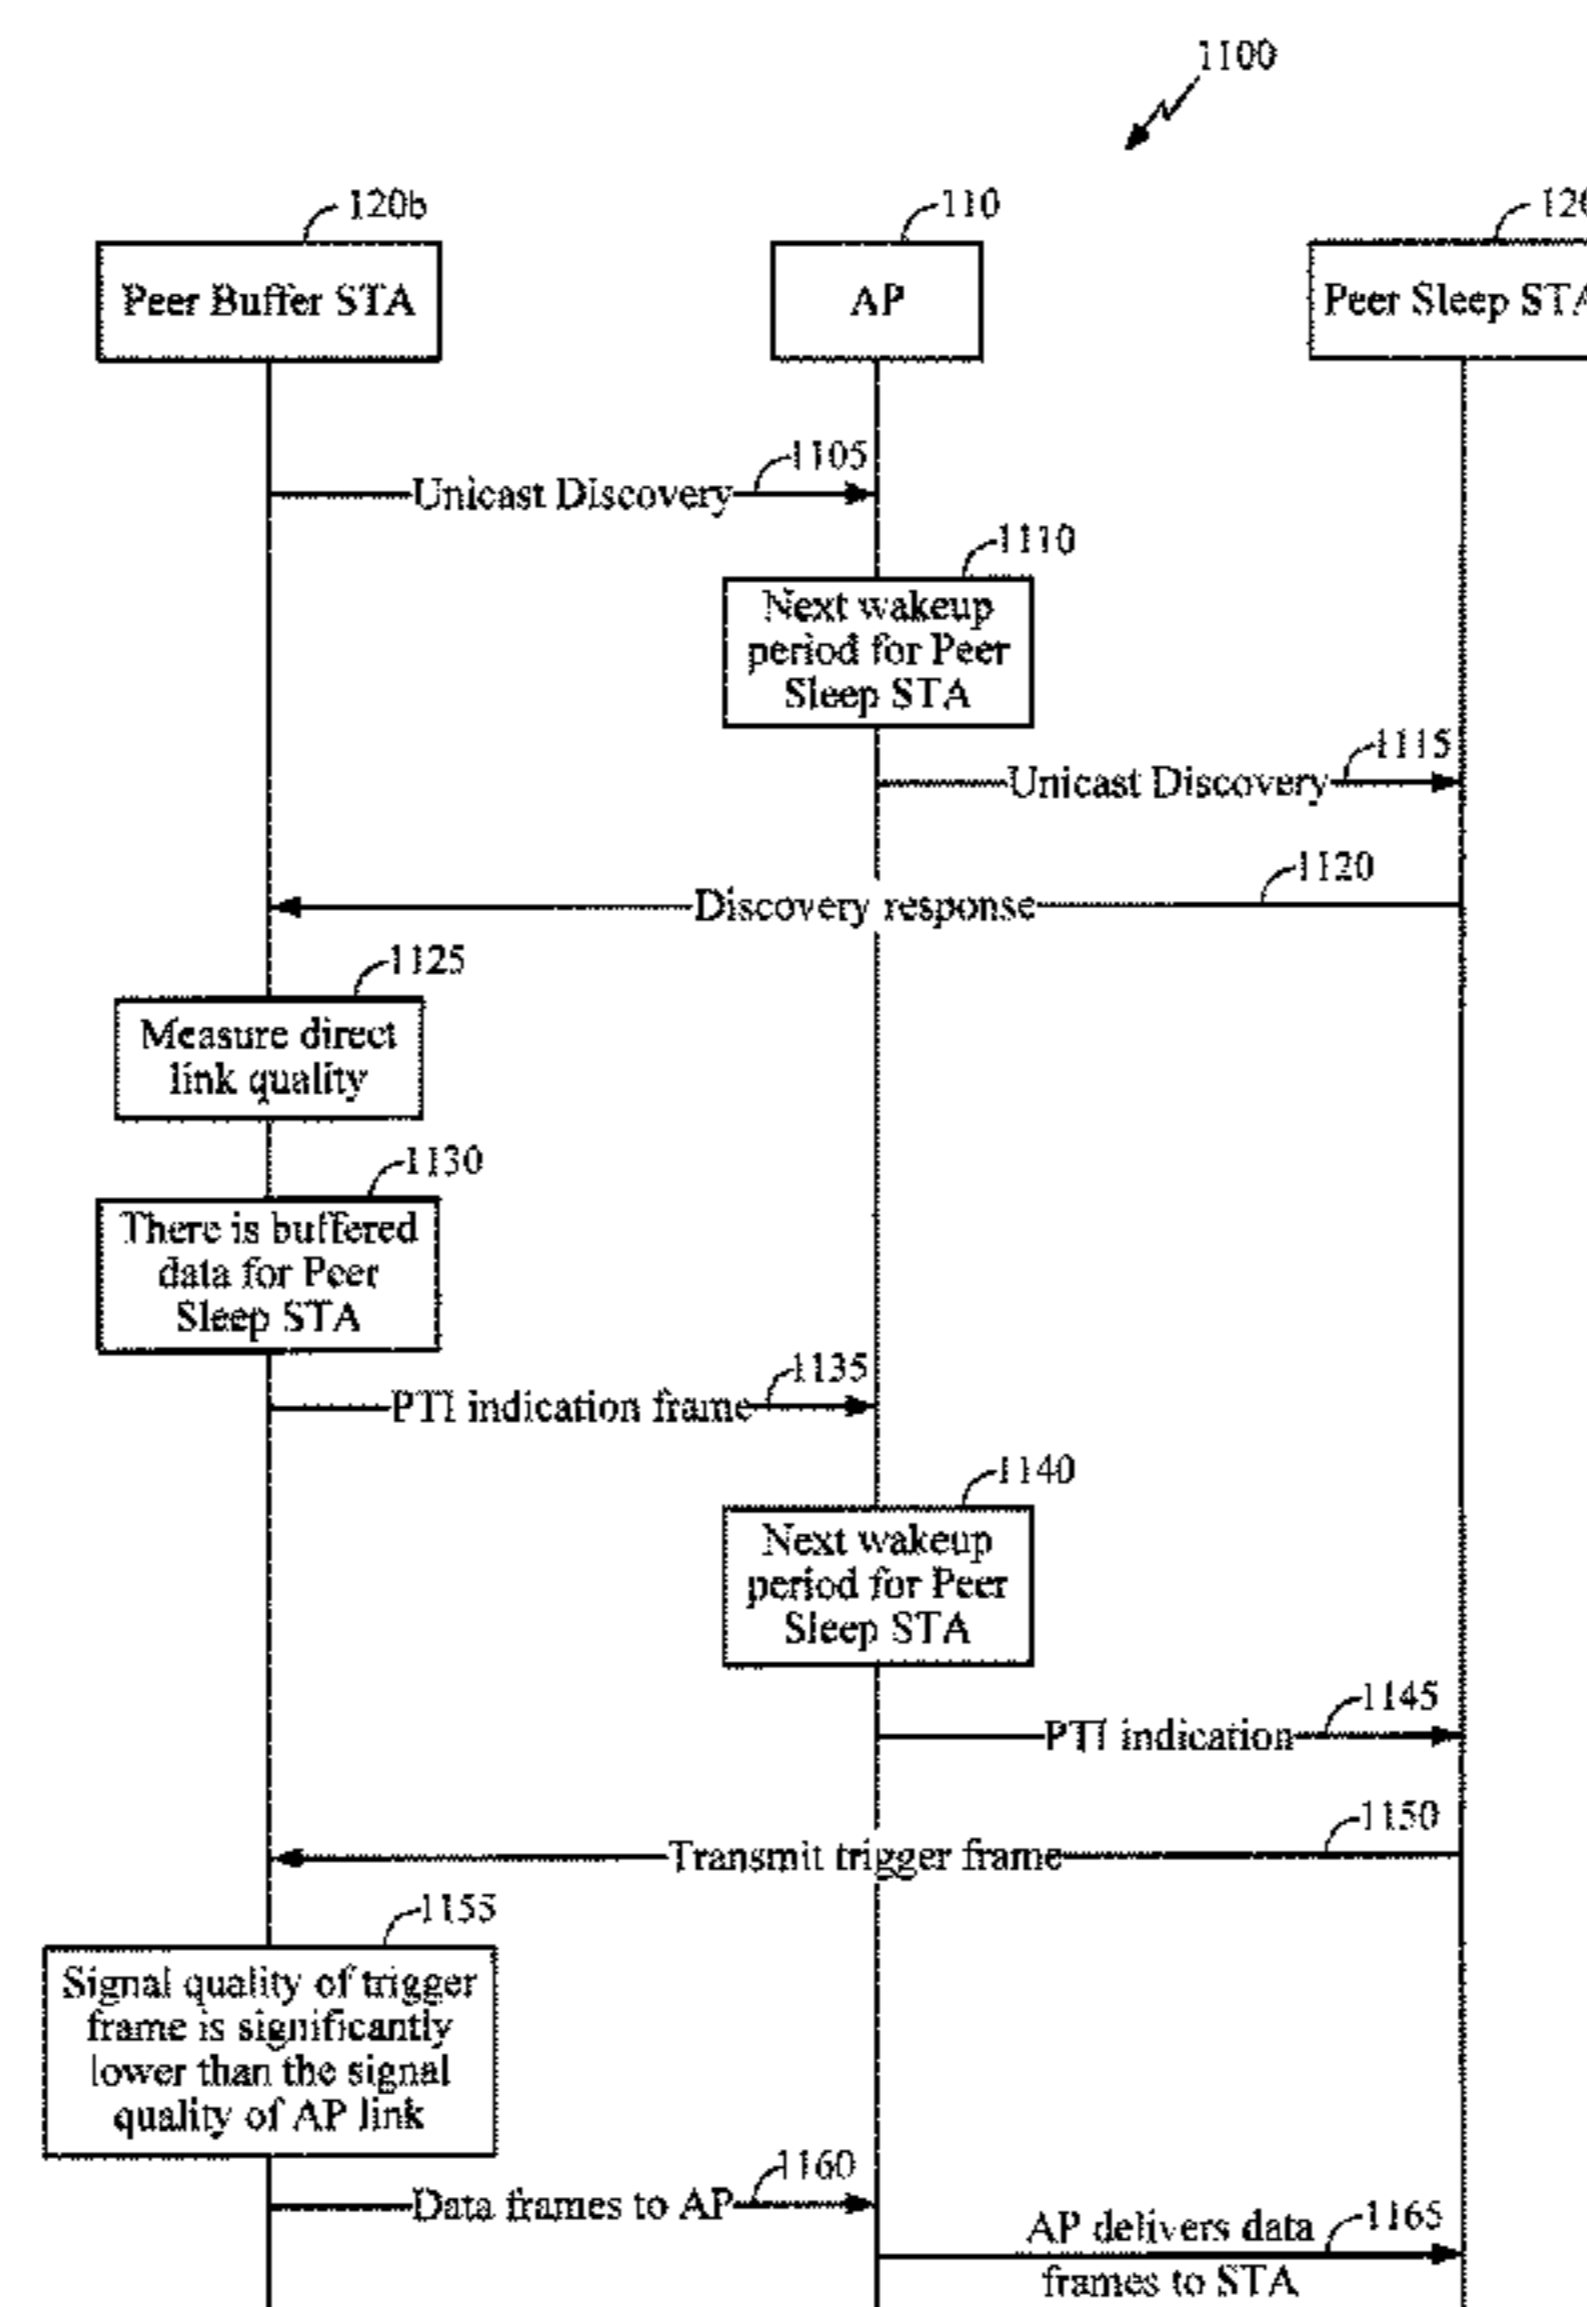 1100
120b
110
120
Peer Buffer STA
AP
Peer Sleep STA
1105
Unicast Discovery
1110
Next wakeup
period for Peer
Sleep STA
1115
Unicast Discovery
1120
Discovery response
1125
Measure direct
link quality
1130
There is buffered
data for Peer
Sleep STA
1135
PTI indication frame
1140
Next wakeup
period for Peer
Sleep STA
1145
PTI indication
1150
Transmit trigger frame
1155
Signal quality of trigger
frame is significantly
lower than the signal
quality of AP link
1160
Data frames to AP
1165
AP delivers data
frames to STA